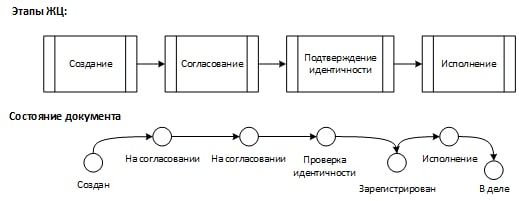 Этапы ЖЦ:
Создание
Согласование
Подтверждение
идентичности
Исполнение
Состояние документа
Создан
На согласовании
На согласовании
Проверка
идентичности
Зарегистрирован
Исполнение
В деле